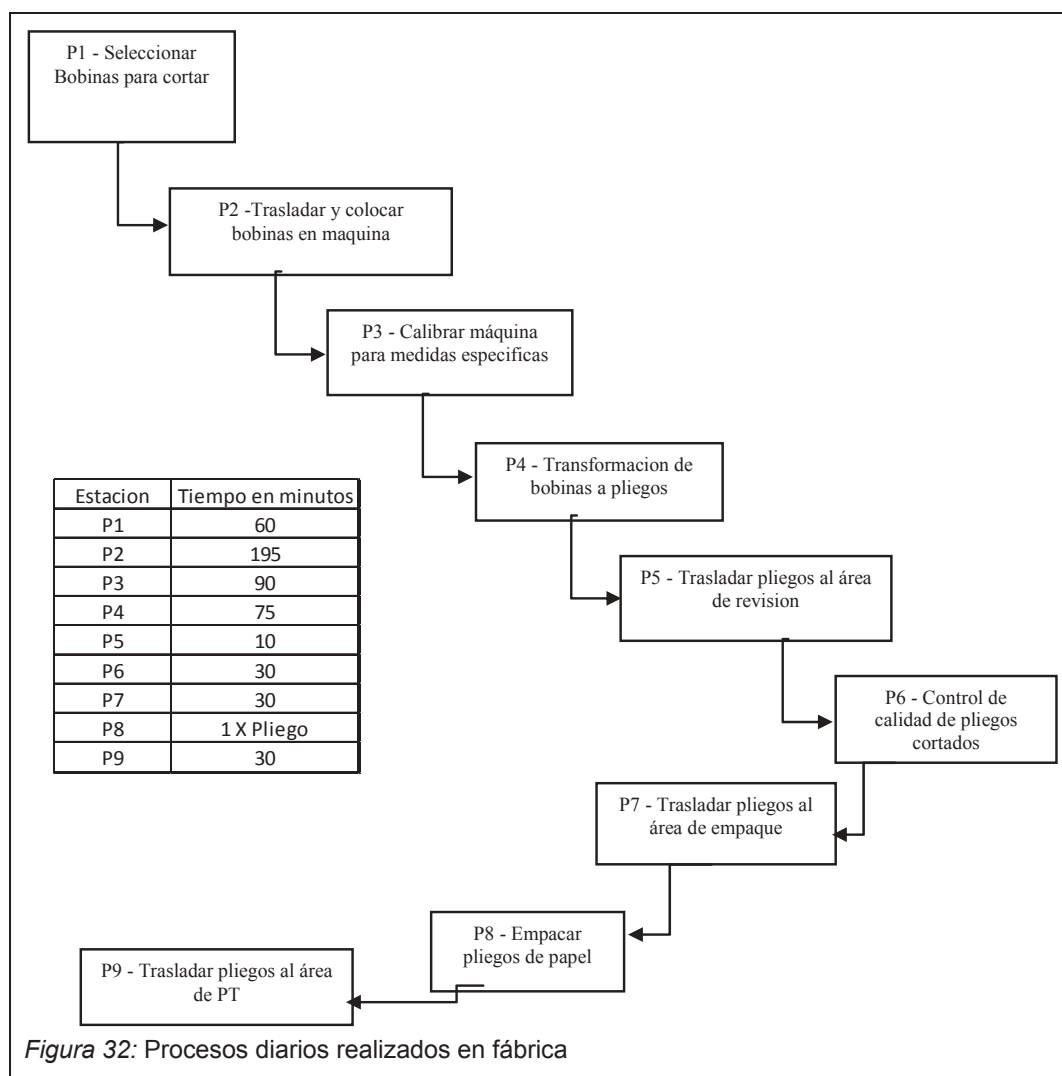 P1 - Seleccionar
Bobinas para cortar
P2 -Trasladar y colocar
bobinas en maquina
P3 - Calibrar máquina
para medidas especificas
P4 - Transformacion de
bobinas a pliegos
P5 - Trasladar pliegos al área
de revision
P6 - Control de
calidad de pliegos
cortados
P7 - Trasladar pliegos al
área de empaque
P8 - Empacar
pliegos de papel
P9 - Trasladar pliegos al área
de PT
Estacion Tiempo en minutos
P1 60
P2 195
P3 90
P4 75
P5 10
P6 30
P7 30
P8 1 X Pliego
P9 30
Figura 32: Procesos diarios realizados en fábrica